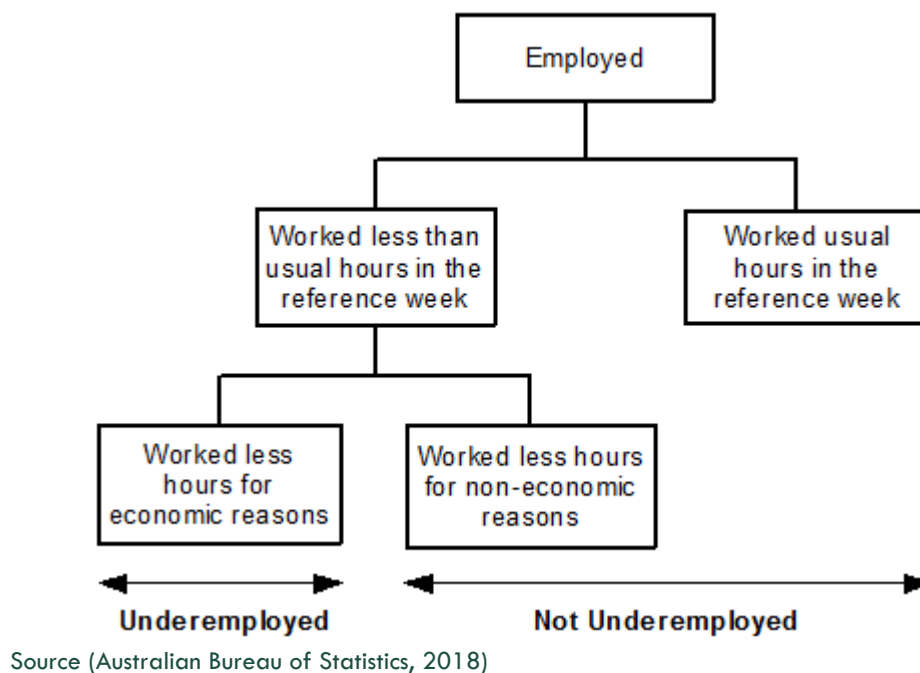 Employed
Worked less than
usual hours in the
reference week
Worked usual
hours in the
reference week
Worked less
hours for
economic reasons
Worked less hours
for non-economic
reasons
Underemployed
Not Underemployed
Source (Australian Bureau of Statistics, 2018)